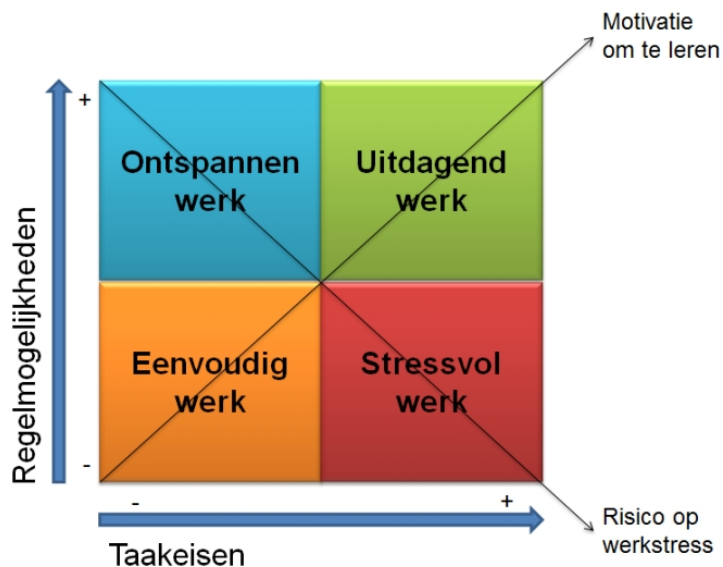 Motivatie
om te leren
+
Ontspannen
werk
Uitdagend
werk
Regelmogelijkheden
Eenvoudig
werk
Stressvol
werk
-
-
+
Taakeisen
Risico op
werkstress